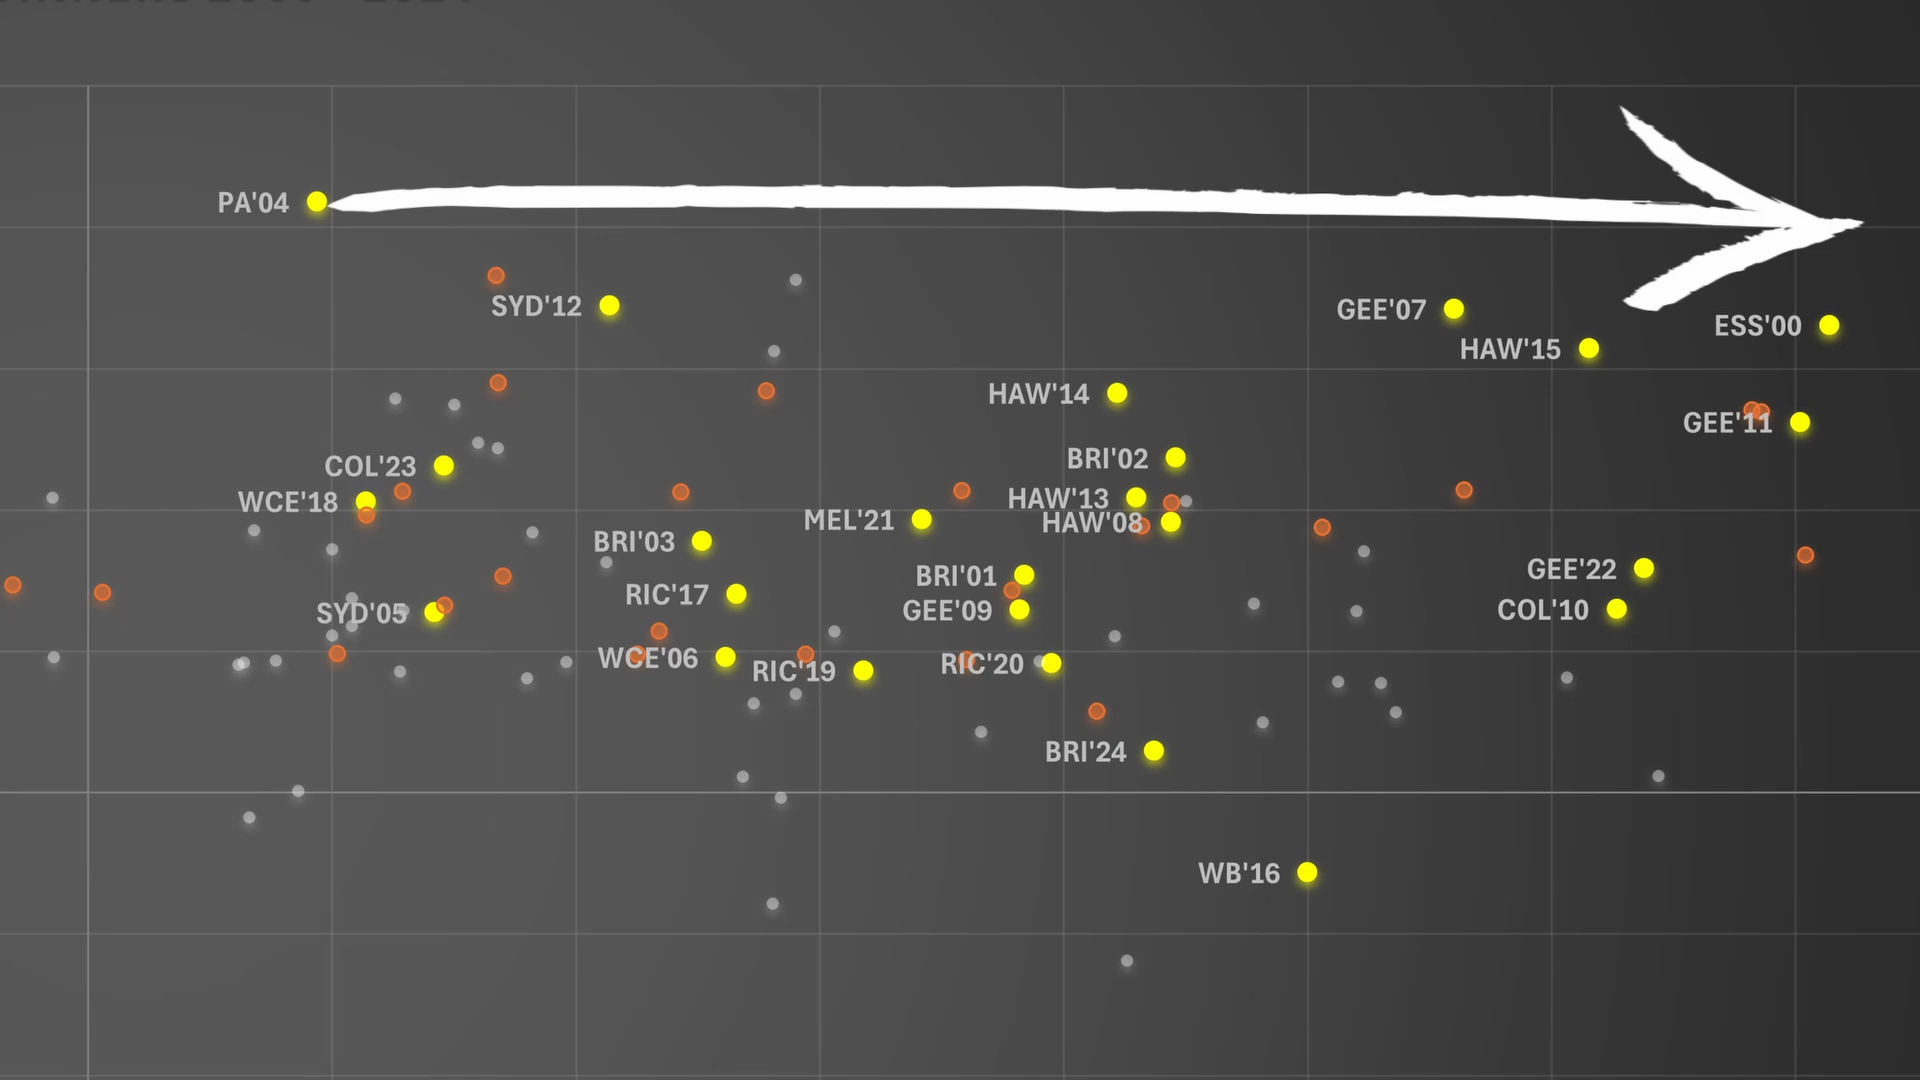 PA'04
SYD'12
GEE'07
ESS'00
HAW'15
HAW'14
GEE'11
BRI'02
COL'23
HAW'13
WCE'18
MEL'21
HAW'08
BRI'03
GEE'22
BRI'01
RIC'17
GEE'09
COL'10
SYD'05
WCE'06
RIC'20
RIC'19
BRI'24
WB'16